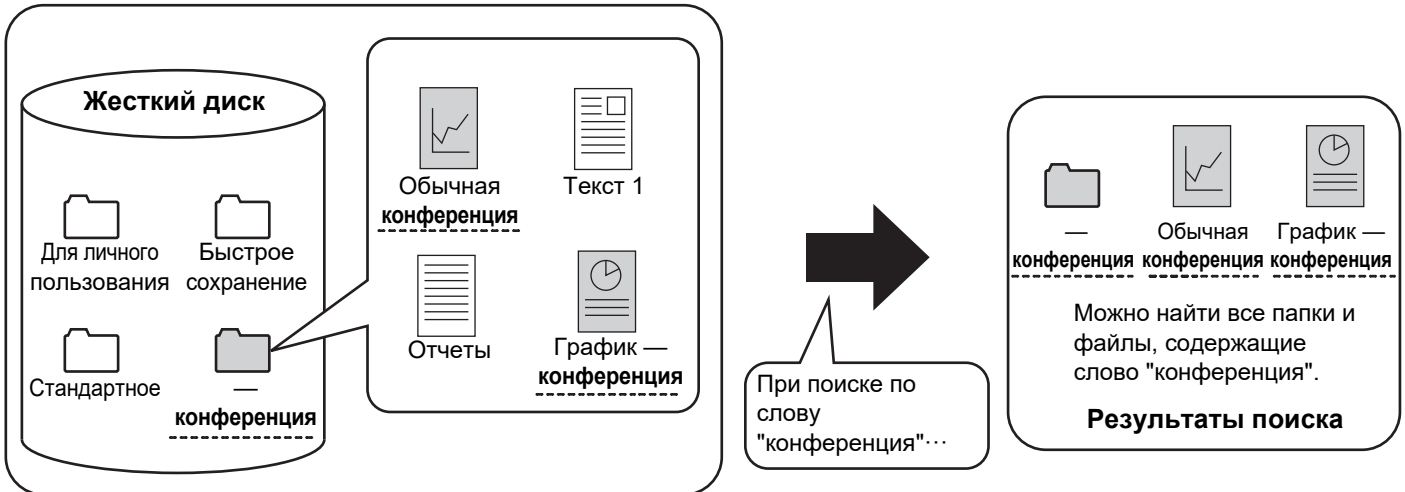 Жесткий диск
Для личного
пользования
Быстрое
сохранение
Стандартное
—
конференция
Обычная
конференция
Текст 1
Отчеты
График —
конференция
При поиске по
слову
"конференция"···
—
конференция
Обычная
конференция
График —
конференция
Можно найти все папки и
файлы, содержащие
слово "конференция".
Результаты поиска